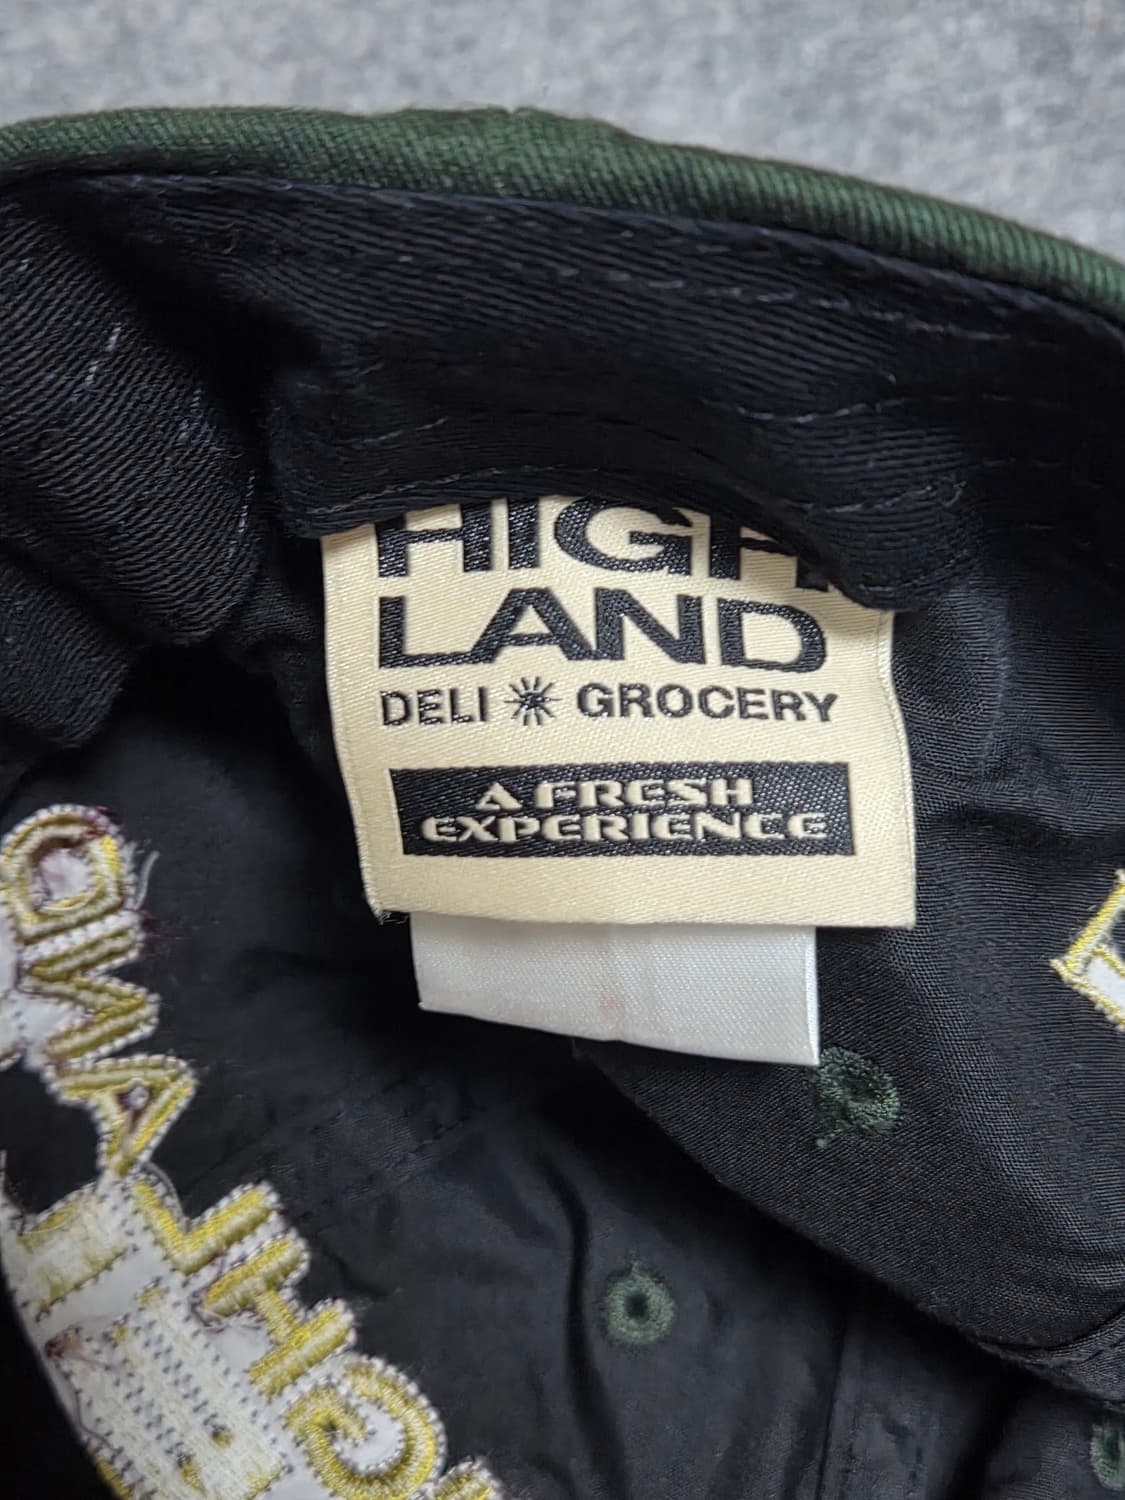 HIGH
LAND
DELI GROCERY
A FRESH
EXPERIENCE